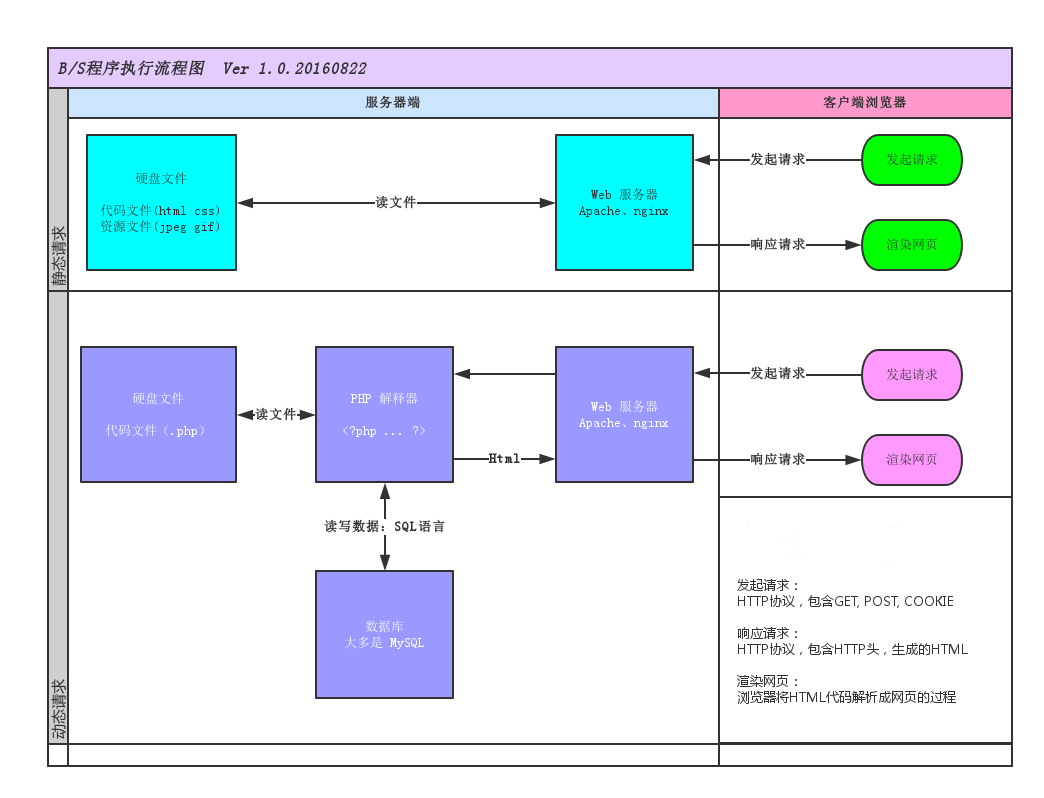 B/S程序执行流程图  Ver 1.0.20160822
服务器端
客户端浏览器
静态请求
硬盘文件
代码文件(html css)
资源文件(jpeg gif)
读文件
Web 服务器
Apache、nginx
发起请求
发起请求
响应请求
渲染网页
动态请求
硬盘文件
代码文件（.php）
读文件
PHP 解释器
<?php ... ?>
Html
Web 服务器
Apache、nginx
发起请求
发起请求
响应请求
渲染网页
读写数据: SQL语言
数据库
大多是 MySQL
发起请求：
HTTP协议，包含GET, POST, COOKIE
响应请求：
HTTP协议，包含HTTP头，生成的HTML
渲染网页：
浏览器将HTML代码解析成网页的过程